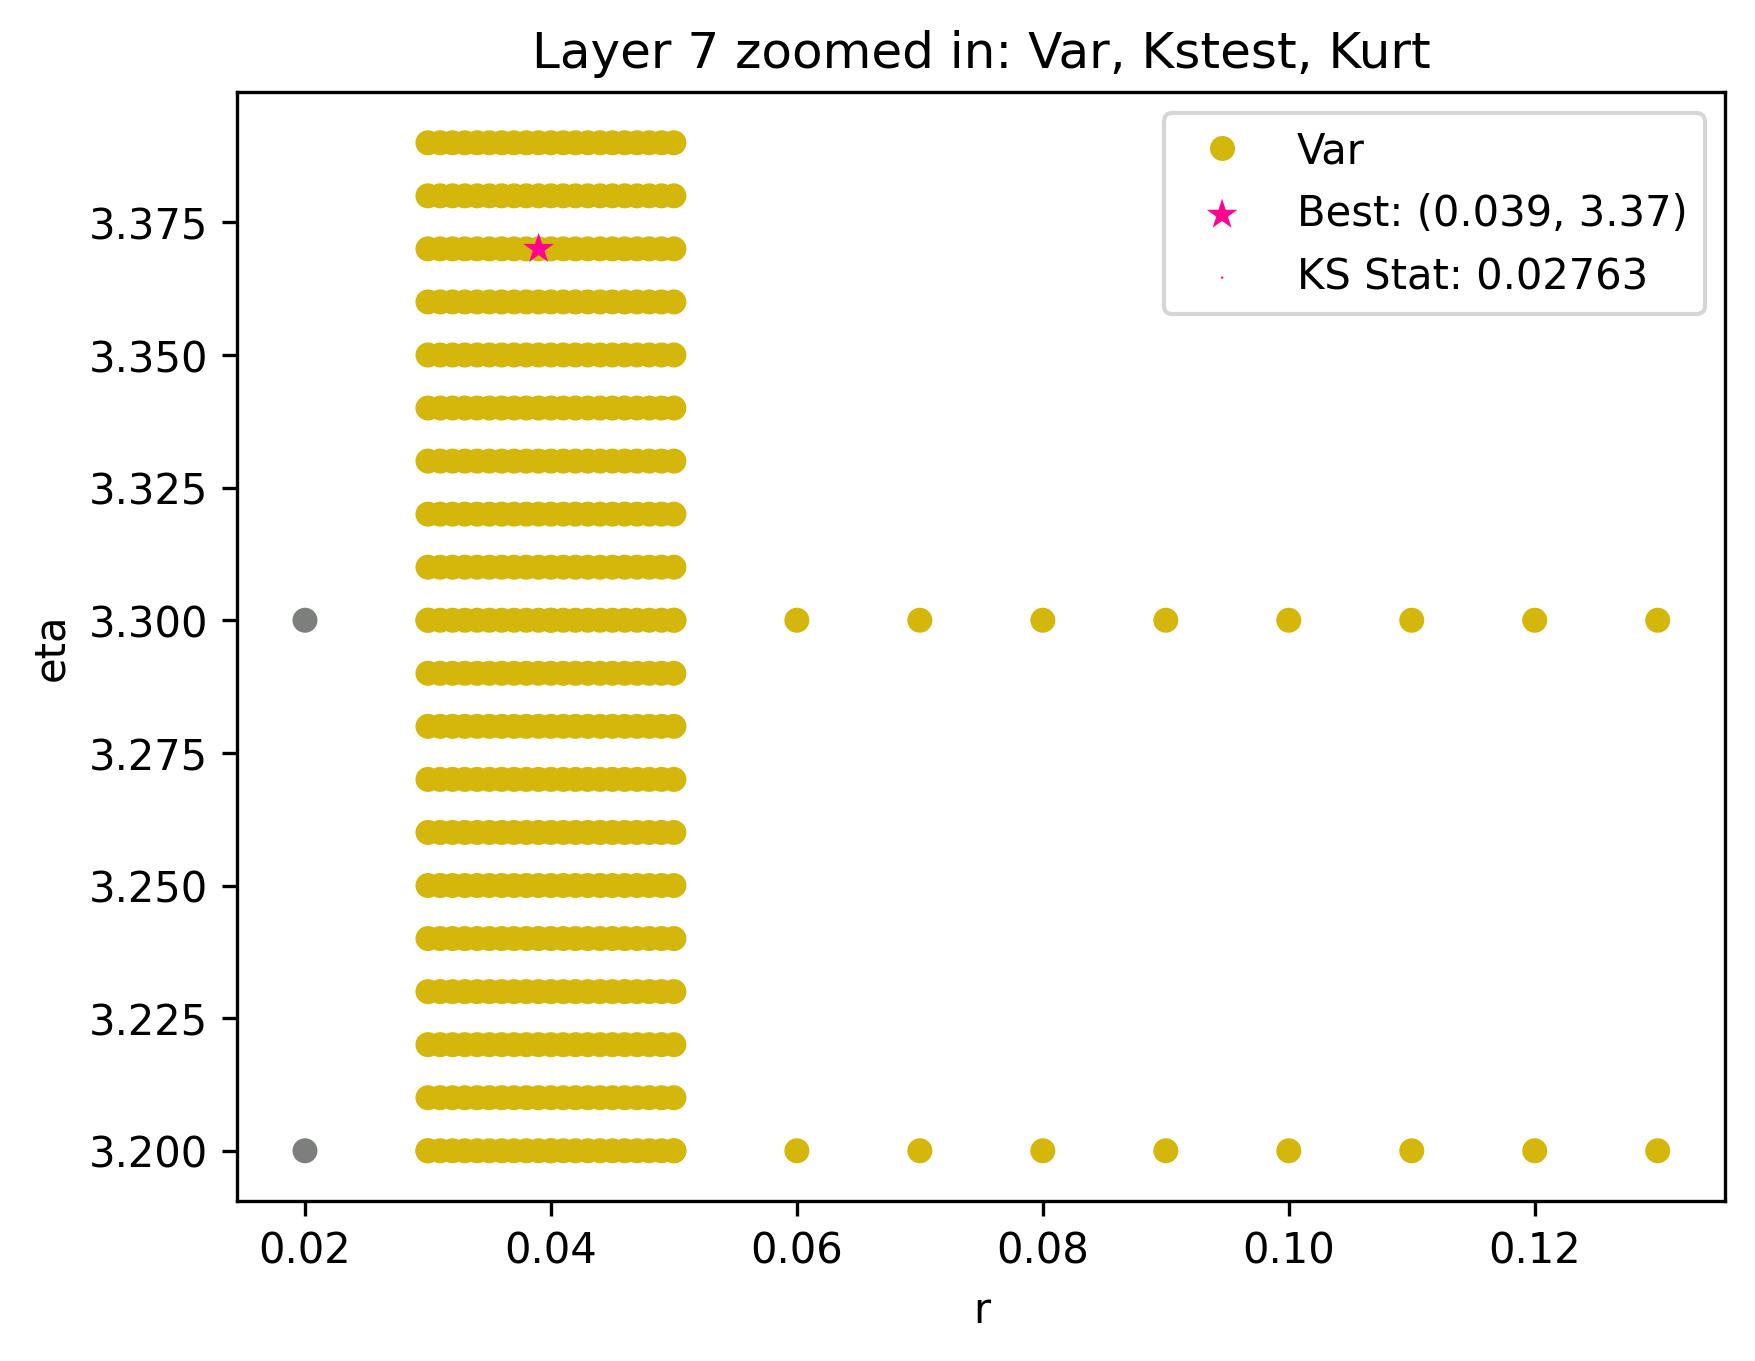 Layer 7 zoomed in: Var, Kstest, Kurt
Var
Best: (0.039, 3.37)
KS Stat: 0.02763
eta
3.375
3.350
3.325
3.300
3.275
3.250
3.225
3.200
0.02 0.04 0.06 0.08 0.10 0.12
r